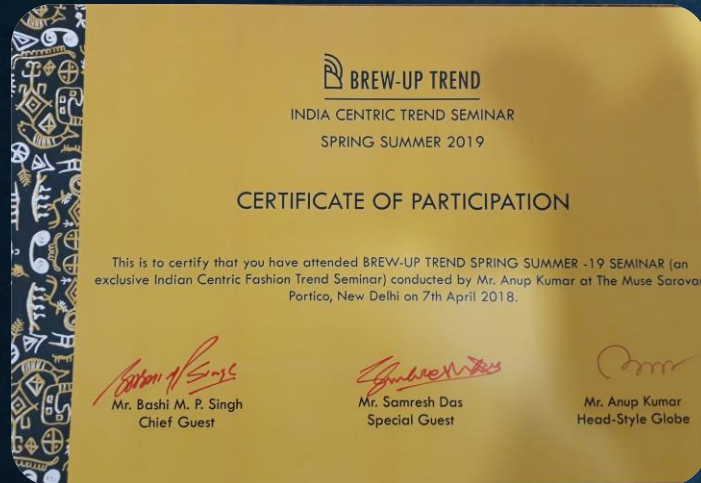 BREW-UP TREND
INDIA CENTRIC TREND SEMINAR
SPRING SUMMER 2019
CERTIFICATE OF PARTICIPATION
This is to certify that you have attended BREW-UP TREND SPRING SUMMER -19 SEMINAR (an
exclusive Indian Centric Fashion Trend Seminar) conducted by Mr. Anup Kumar at The Muse Sarovar
Portico, New Delhi on 7th April 2018.
Mr. Bashi M. P. Singh
Chief Guest
Mr. Samresh Das
Special Guest
Mr. Anup Kumar
Head-Style Globe